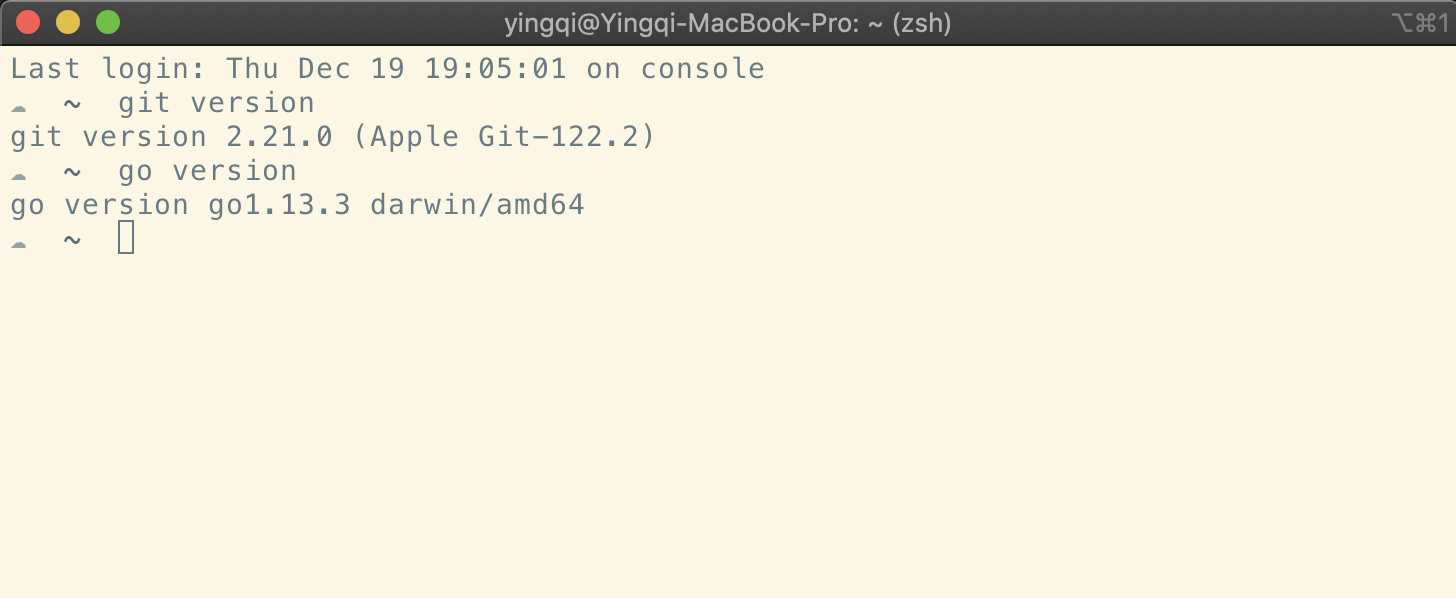 yingqi@Yingqi-MacBook-Pro: ~ (zsh) ⌥⌘1
Last login: Thu Dec 19 19:05:01 on console
☁  ~  git version
git version 2.21.0 (Apple Git-122.2)
☁  ~  go version
go version go1.13.3 darwin/amd64
☁  ~